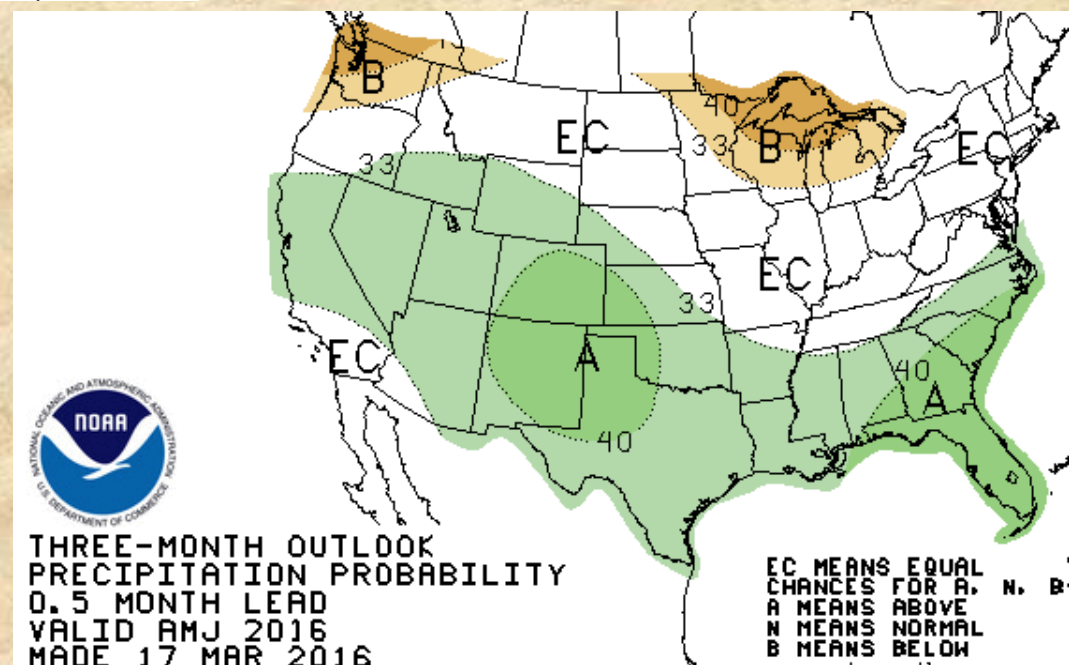 B
40
EC
33
B
EC
33
EC
33
EC
A
40
A
40
NATIONAL OCEANIC AND ATMOSPHERIC ADMINISTRATION
NOAA
U.S. DEPARTMENT OF COMMERCE
THREE-MONTH OUTLOOK
PRECIPITATION PROBABILITY
0.5 MONTH LEAD
VALID AMJ 2016
MADE 17 MAR 2016
EC MEANS EQUAL
CHANCES FOR A, N, B
A MEANS ABOVE
N MEANS NORMAL
B MEANS BELOW